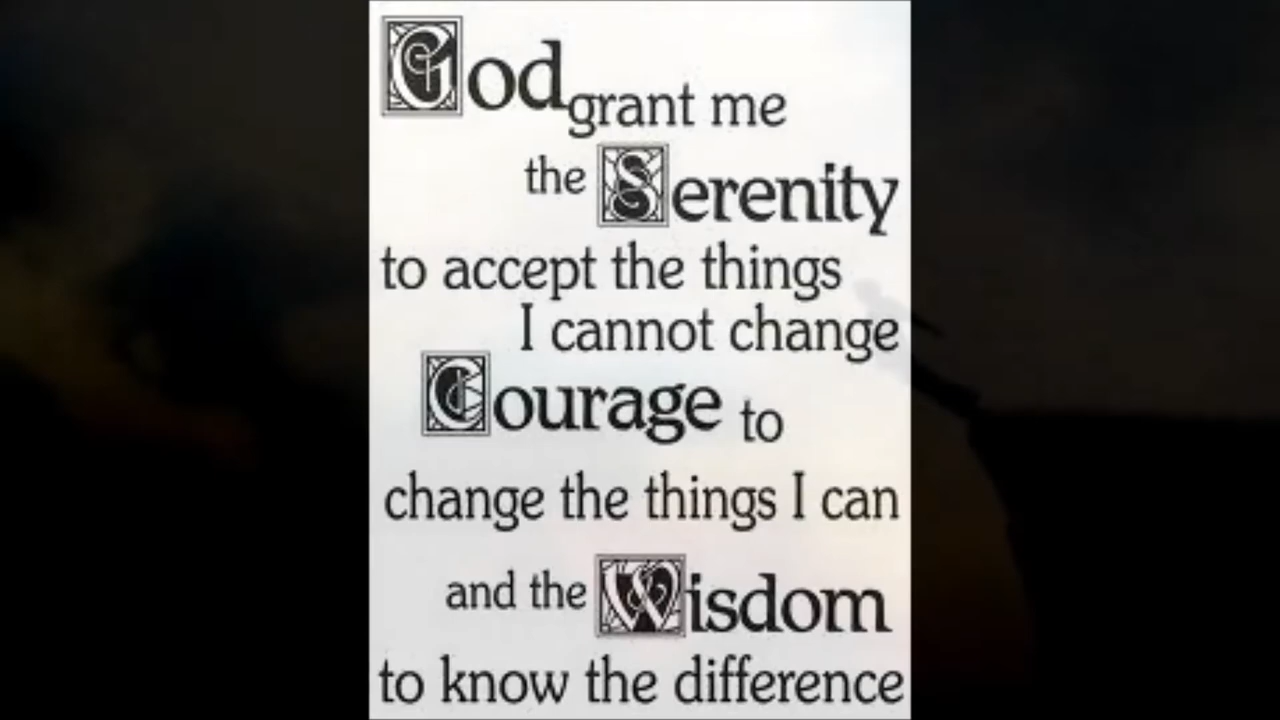 God grant me
the Serenity
to accept the things
I cannot change
Courage to
change the things I can
and the Wisdom
to know the difference